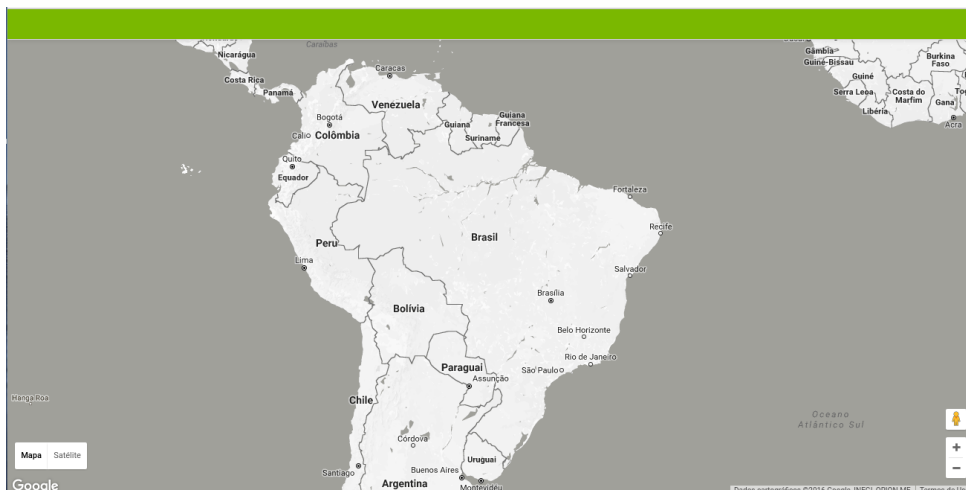 Caraíbas
Nicarágua
Costa Rica
Panamá
Caracas
Venezuela
Bogotá
Cali
Colômbia
Guiana
Guiana
Francesa
Suriname
Quito
Equador
Peru
Lima
Brasil
Fortaleza
Recife
Salvador
Brasília
Bolívia
Belo Horizonte
Rio de Janeiro
São Paulo
Paraguai
Assunção
Chile
Córdova
Santiago
Buenos Aires
Uruguai
Montevidéu
Argentina
Gâmbia
Guiné-Bissau
Guiné
Serra Leoa
Libéria
Costa do
Marfim
Burkina
Faso
Gana
Acra
Hanga Roa
Oceano
Atlântico Sul
Mapa
Satélite
Google
+
−